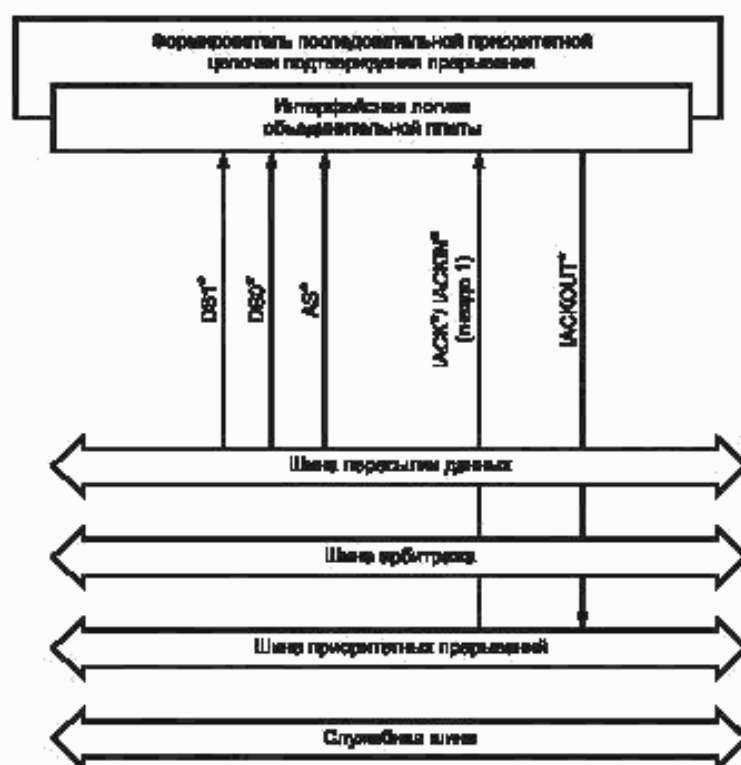 Формирователь последовательной приоритетной
цепочки подтверждения прерывания
Интерфейсная логика
объединительной платы
DS1*
DS0*
AS*
IACK*/ IACKIN*
(гнездо 1)
IACKOUT*
Шина пересылки данных
Шина арбитража
Шина приоритетных прерываний
Служебная шина